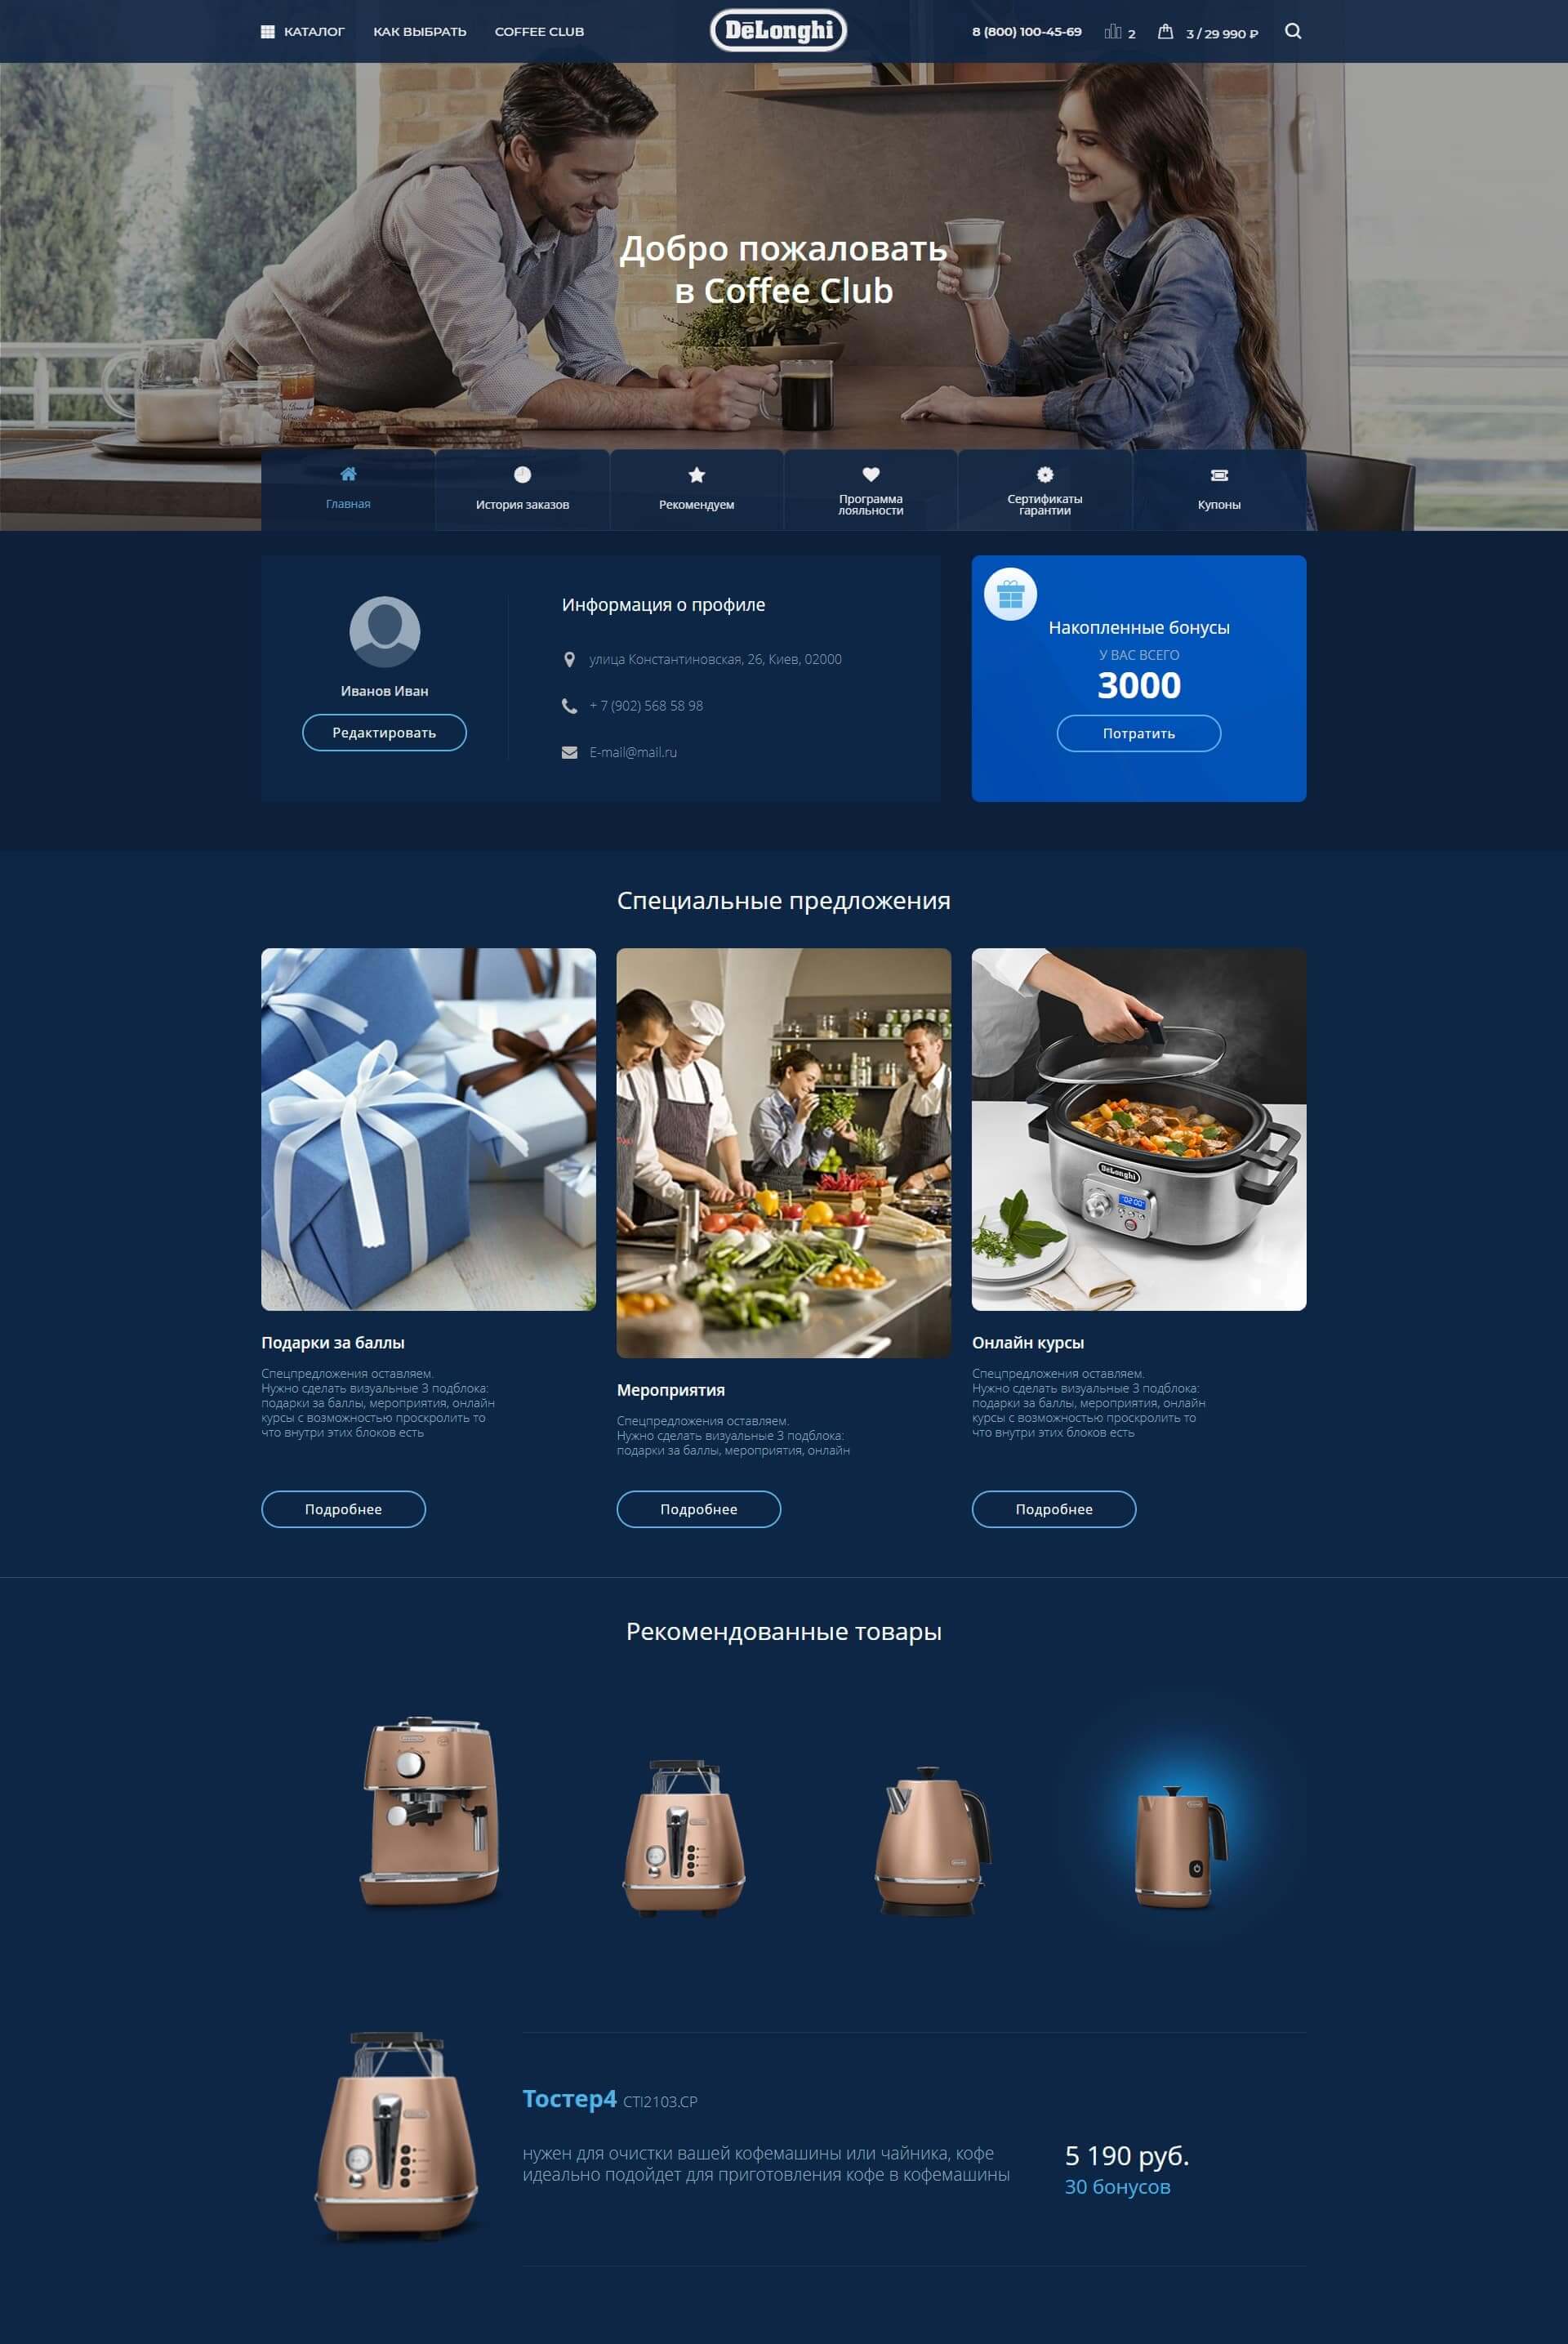 КАТАЛОГ
КАК ВЫБРАТЬ
COFFEE CLUB
DēLonghi
8 (800) 100-45-69
2
3 / 29 990 ₽
Добро пожаловать
в Coffee Club
Главная
История заказов
Рекомендуем
Программа
лояльности
Сертификаты
гарантии
Купоны
Иванов Иван
Редактировать
Информация о профиле
улица Константиновская, 26, Киев, 02000
+ 7 (902) 568 58 98
E-mail@mail.ru
Накопленные бонусы
У ВАС ВСЕГО
3000
Потратить
Специальные предложения
DēLonghi
02:00
Подарки за баллы
Спецпредложения оставляем.
Нужно сделать визуальные 3 подблока:
подарки за баллы, мероприятия, онлайн
курсы с возможностью проскролить то
что внутри этих блоков есть
Подробнее
Мероприятия
Спецпредложения оставляем.
Нужно сделать визуальные 3 подблока:
подарки за баллы, мероприятия, онлайн
Подробнее
Онлайн курсы
Спецпредложения оставляем.
Нужно сделать визуальные 3 подблока:
подарки за баллы, мероприятия, онлайн
курсы с возможностью проскролить то
что внутри этих блоков есть
Подробнее
Рекомендованные товары
Тостер4 CTI2103.CP
нужен для очистки вашей кофемашины или чайника, кофе
идеально подойдет для приготовления кофе в кофемашины
5 190 руб.
30 бонусов